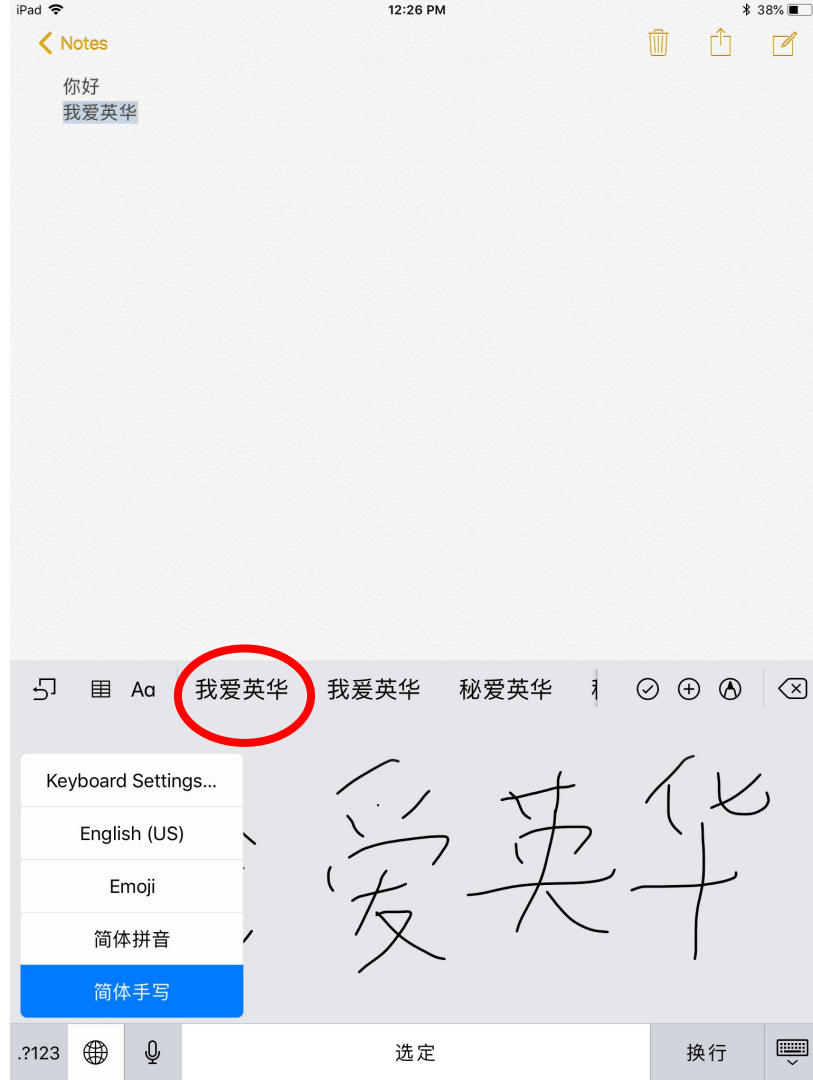 iPad 12:26 PM 38%
Notes
你好
我爱英华
Aa 我爱英华 我爰英华 秘爱英华
Keyboard Settings...
English (US)
Emoji
简体拼音
简体手写
爱英华
.?123 选定 换行